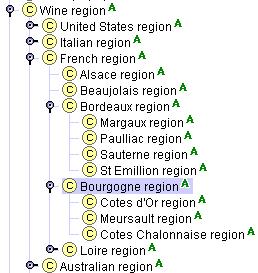 C Wine region A
C United States region A
C Italian region A
C French region A
C Alsace region A
C Beaujolais region A
C Bordeaux region A
C Margaux region A
C Paulliac region A
C Sauterne region A
C St Emillion region A
C Bourgogne region A
C Cotes d'Or region A
C Meursault region A
C Cotes Chalonnaise region A
C Loire region A
C Australian region A